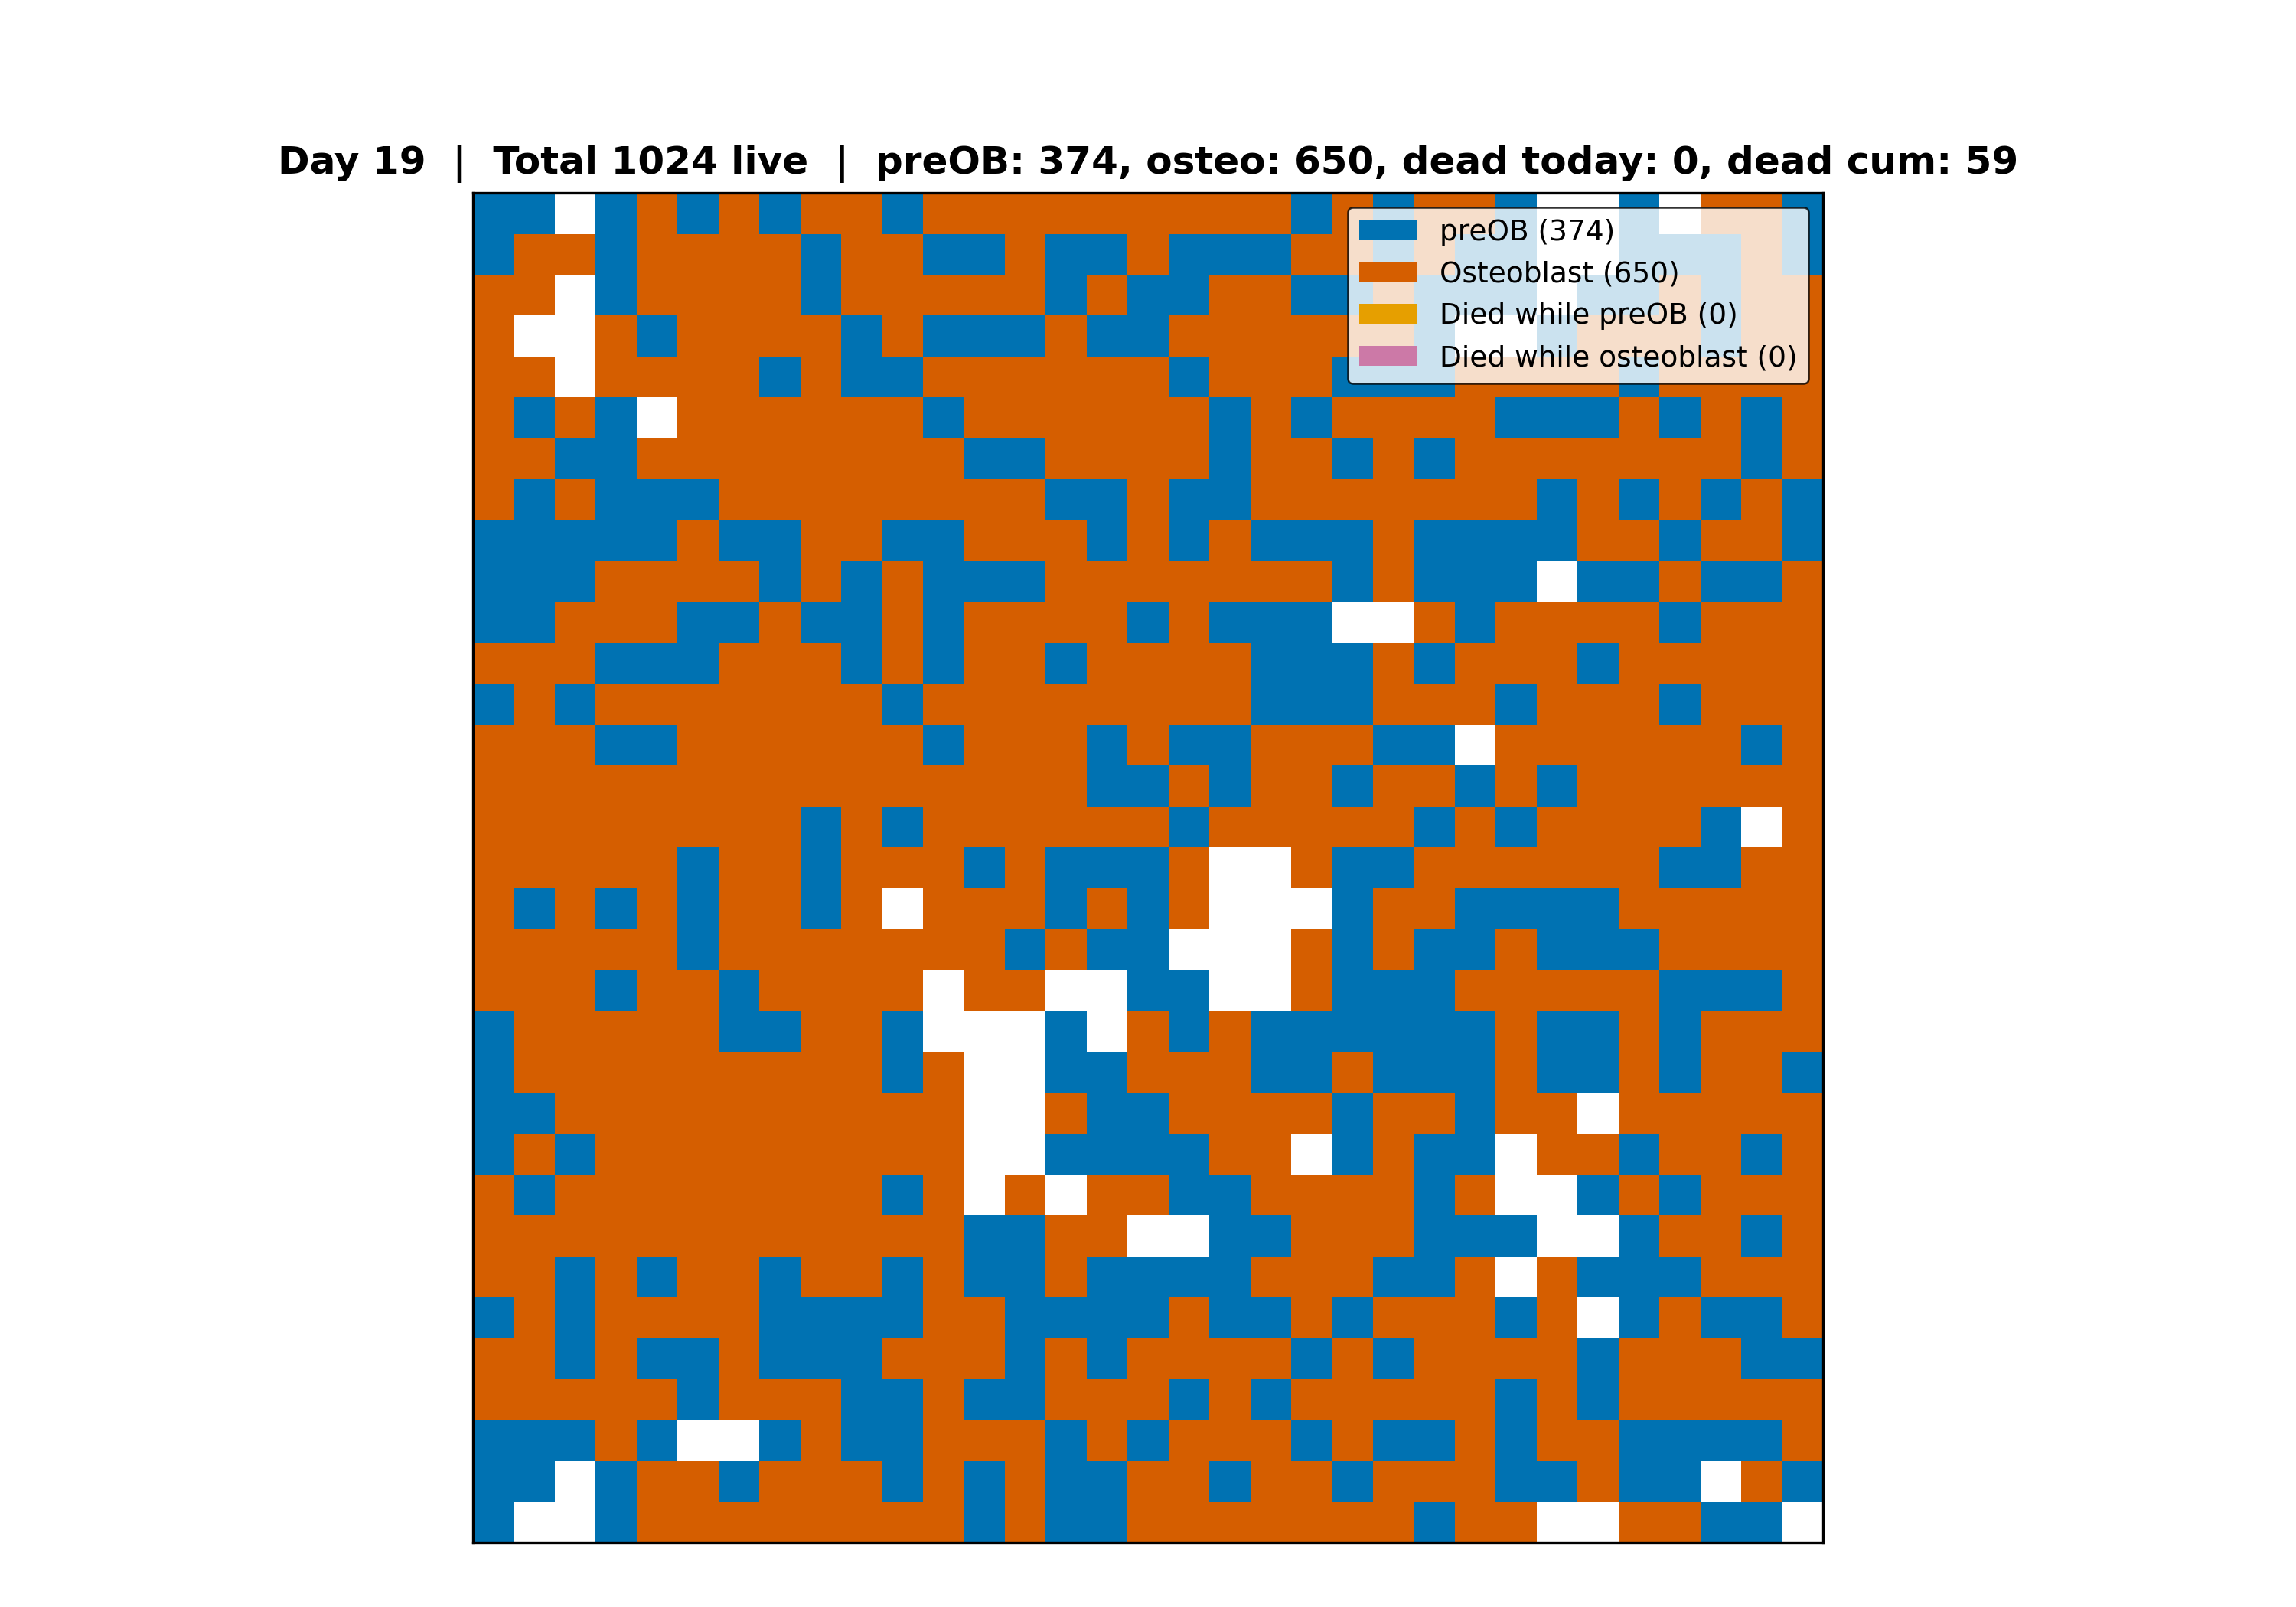 Day 19 | Total 1024 live | preOB: 374, osteo: 650, dead today: 0, dead cum: 59
preOB (374)
Osteoblast (650)
Died while preOB (0)
Died while osteoblast (0)